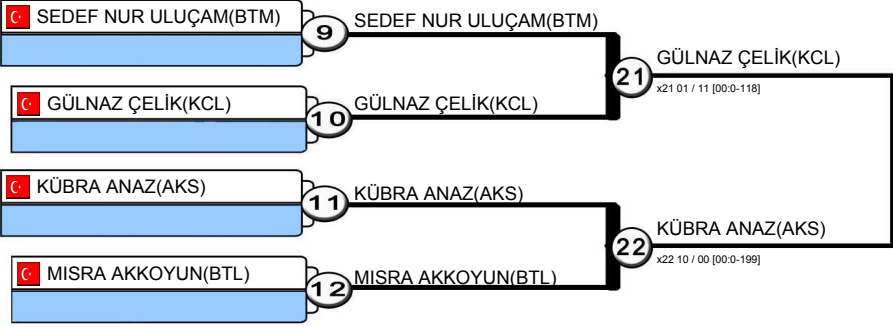 SEDEF NUR ULUÇAM(BTM)
9
SEDEF NUR ULUÇAM(BTM)
GÜLNAZ ÇELİK(KCL)
21
x21 01 / 11 [00:0-118]
GÜLNAZ ÇELİK(KCL)
10
GÜLNAZ ÇELİK(KCL)
KÜBRA ANAZ(AKS)
11
KÜBRA ANAZ(AKS)
KÜBRA ANAZ(AKS)
22
x22 10 / 00 [00:0-199]
MISRA AKKOYUN(BTL)
12
MISRA AKKOYUN(BTL)